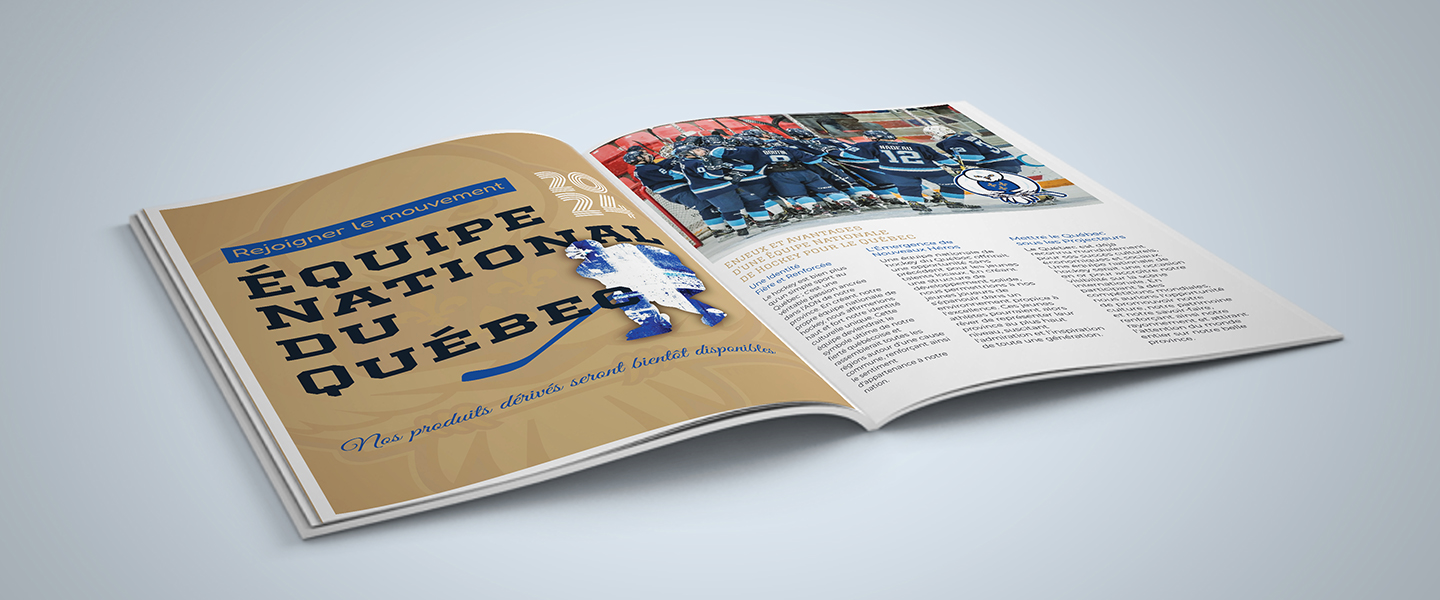 Rejoigner le mouvement
2024
ÉQUIPE
NATIONAL
DU
QUÉBEC
Nos produits dérivés seront bientôt disponibles.
NADEAU
12
ENJEUX ET AVANTAGES
D'UNE ÉQUIPE NATIONALE
DE HOCKEY POUR LE QUÉBEC
Une Identité
Fière et Renforcée
Le hockey est bien plus
qu'un simple sport au
Québec; c'est une
véritable passion ancrée
dans l'ADN de notre
province. En créant notre
propre équipe nationale de
hockey, nous affirmerions
haut et fort notre identité
culturelle unique. Cette
équipe deviendrait le
symbole ultime de notre
fierté québécoise,
rassemblerait toutes les
régions autour d'une cause
commune, renforçant ainsi
le sentiment
d'appartenance à notre
nation.
L'Émergence de
Nouveaux Héros
Une équipe nationale de
hockey nous offrirait
une opportunité sans
précédent pour les jeunes
talents du Québec. En créant
une structure de
développement, nous
permettrions à nos
jeunes joueurs de
s'épanouir dans un
environnement propice à
l'excellence. Ces jeunes
athlètes pourraient alors
rêver de représenter leur
province au plus haut
niveau, suscitant
l'admiration et l'inspiration
de toute une génération.
Mettre le Québec
sous les Projecteurs
Le Québec est déjà
reconnu mondialement
pour ses succès culturels,
économiques et sociaux.
Une équipe nationale de
hockey serait une occasion
en or d'accroître notre
visibilité sur la scène
internationale. En
participant à des
compétitions mondiales,
nous aurions l'opportunité
de promouvoir notre
culture, notre patrimoine
et notre savoir-faire,
renforçant ainsi notre
rayonnement et attirant
l'attention du monde
entier sur notre belle
province.